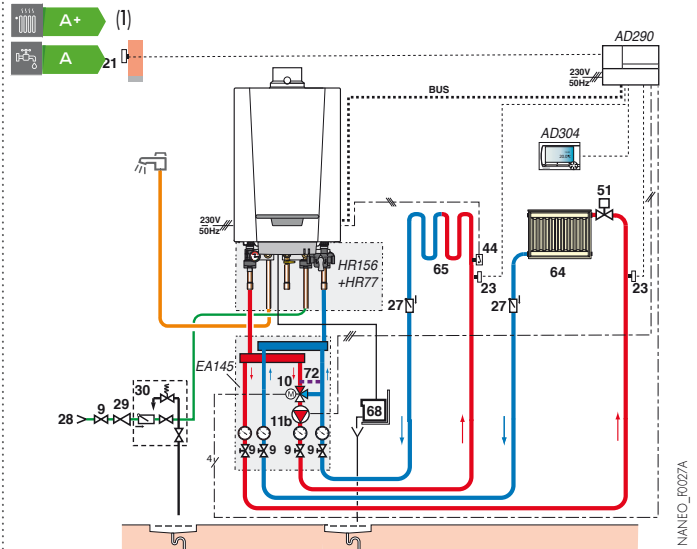 A+
(1)
A
21
AD290
230V
50Hz
BUS
AD304
51
230V
50Hz
44
65
23
64
23
HR156
+HR77
27
27
EA145
72
10
M
30
68
11b
28
9
29
9
9
9
9
4
NANEO_F0027A